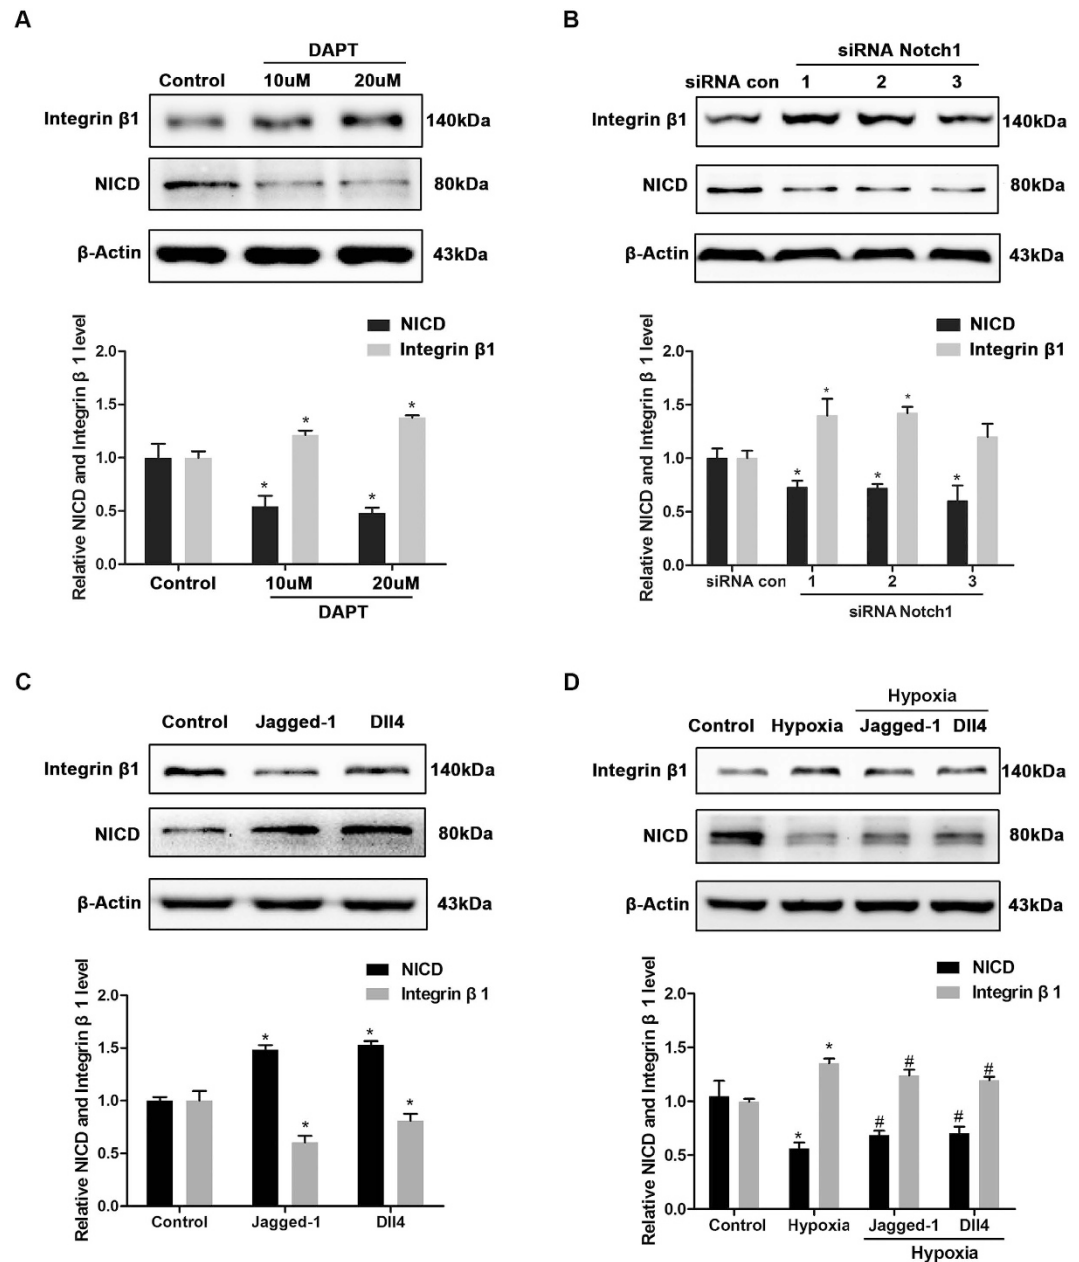 A
DAPT
Control 10uM 20uM
Integrin β1 140kDa
NICD 80kDa
β-Actin 43kDa
NICD
Integrin β1
Relative NICD and Integrin β 1 level
2.0
1.5
1.0
0.5
0.0
* * * *
Control 10uM 20uM
DAPT
B
siRNA Notch1
siRNA con 1 2 3
Integrin β1 140kDa
NICD 80kDa
β-Actin 43kDa
NICD
Integrin β1
Relative NICD and Integrin β 1 level
2.0
1.5
1.0
0.5
0.0
* * * * *
siRNA con 1 2 3
siRNA Notch1
C
Control Jagged-1 Dll4
Integrin β1 140kDa
NICD 80kDa
β-Actin 43kDa
NICD
Integrin β 1
Relative NICD and Integrin β 1 level
2.0
1.5
1.0
0.5
0.0
* * * *
Control Jagged-1 Dll4
D
Hypoxia
Control Hypoxia Jagged-1 Dll4
Integrin β1 140kDa
NICD 80kDa
β-Actin 43kDa
NICD
Integrin β 1
Relative NICD and Integrin β 1 level
2.0
1.5
1.0
0.5
0.0
* * # # # #
Control Hypoxia Jagged-1 Dll4
Hypoxia